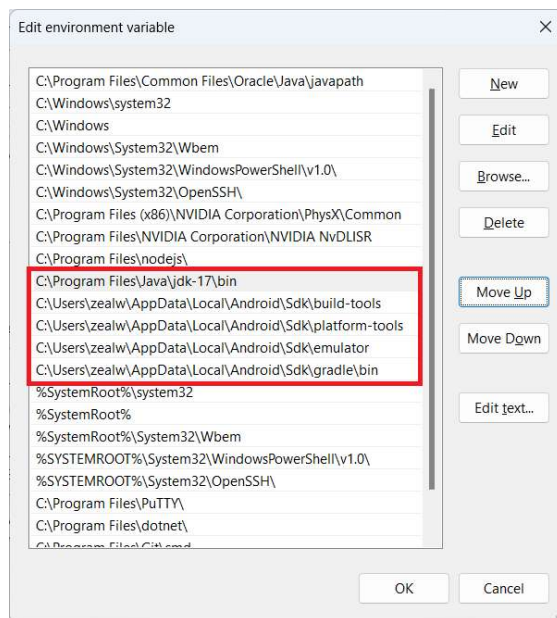 Edit environment variable
C:\Program Files\Common Files\Oracle\Java\javapath
C:\Windows\system32
C:\Windows
C:\Windows\System32\Wbem
C:\Windows\System32\WindowsPowerShell\v1.0\
C:\Windows\System32\OpenSSH\
C:\Program Files (x86)\NVIDIA Corporation\PhysX\Common
C:\Program Files\NVIDIA Corporation\NVIDIA NvDLISR
C:\Program Files\nodejs\
C:\Program Files\Java\jdk-17\bin
C:\Users\zealw\AppData\Local\Android\Sdk\build-tools
C:\Users\zealw\AppData\Local\Android\Sdk\platform-tools
C:\Users\zealw\AppData\Local\Android\Sdk\emulator
C:\Users\zealw\AppData\Local\Android\Sdk\gradle\bin
%SystemRoot%\system32
%SystemRoot%
%SystemRoot%\System32\Wbem
%SYSTEMROOT%\System32\WindowsPowerShell\v1.0\
%SYSTEMROOT%\System32\OpenSSH\
C:\Program Files\PuTTY\
C:\Program Files\dotnet\
C:\Program Files\Git\cmd
New
Edit
Browse...
Delete
Move Up
Move Down
Edit text...
OK
Cancel